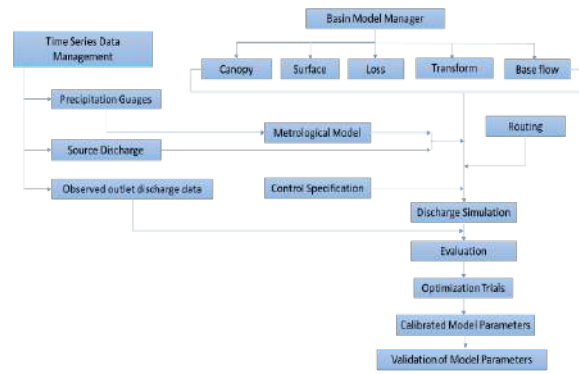 Basin Model Manager
Time Series Data
Management
Canopy
Surface
Loss
Transform
Base flow
Precipitation Guages
Metrological Model
Routing
Source Discharge
Control Specification
Observed outlet discharge data
Discharge Simulation
Evaluation
Optimization Trials
Calibrated Model Parameters
Validation of Model Parameters